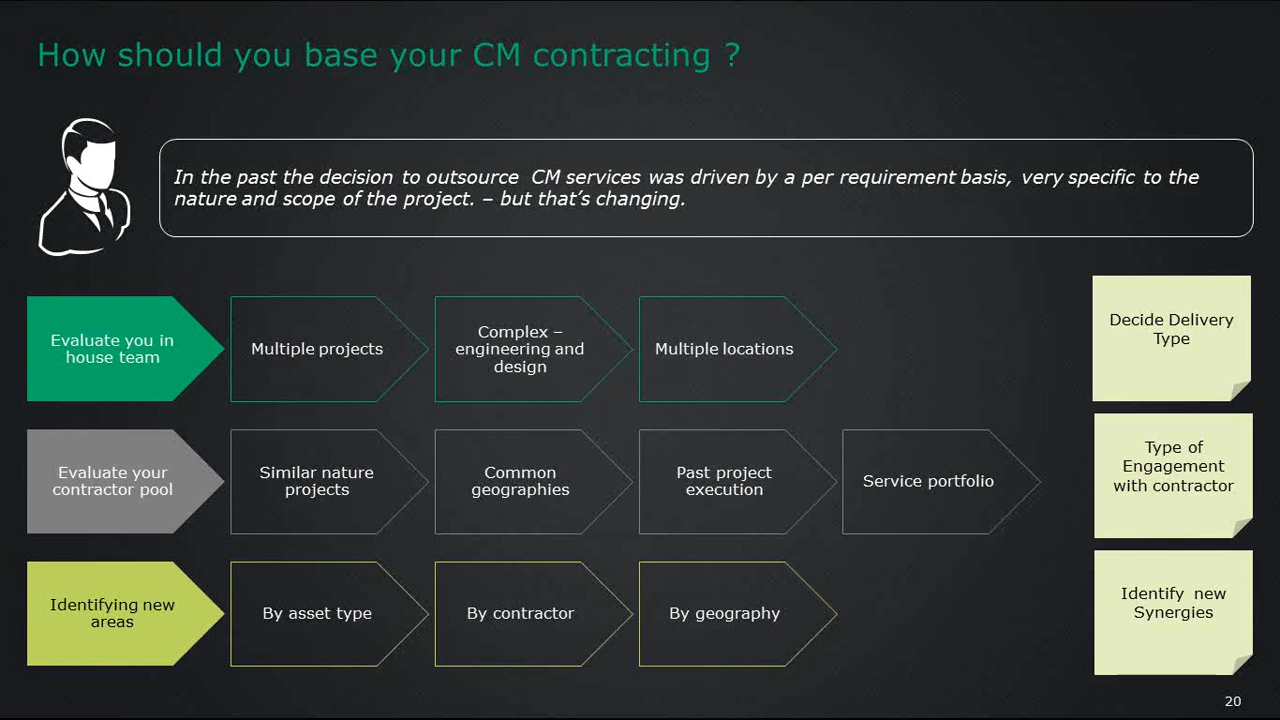 How should you base your CM contracting ?
In the past the decision to outsource CM services was driven by a per requirement basis, very specific to the
nature and scope of the project. – but that's changing.
Evaluate you in
house team
Multiple projects
Complex –
engineering and
design
Multiple locations
Decide Delivery
Type
Evaluate your
contractor pool
Similar nature
projects
Common
geographies
Past project
execution
Service portfolio
Type of
Engagement
with contractor
Identifying new
areas
By asset type
By contractor
By geography
Identify new
Synergies
20